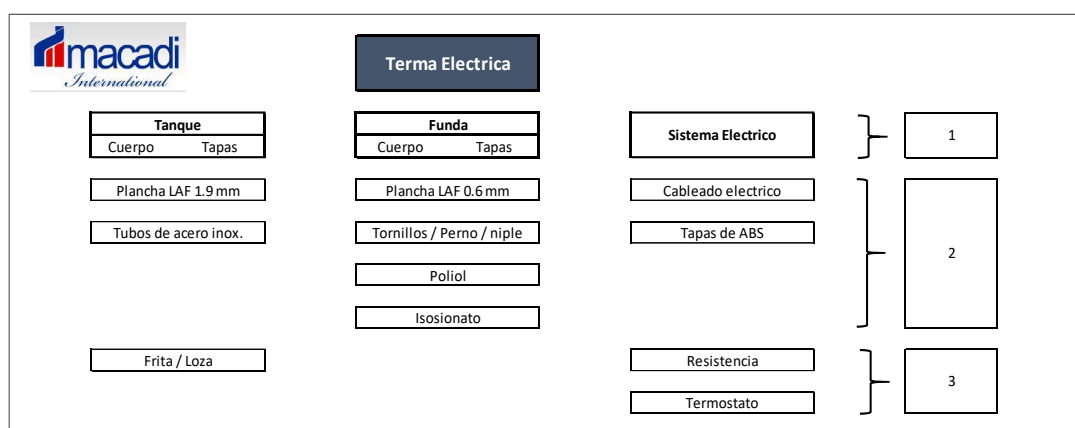 macadi
International
Terma Electrica
Tanque
Cuerpo Tapas
Funda
Cuerpo Tapas
Sistema Electrico
1
Plancha LAF 1.9 mm
Plancha LAF 0.6 mm
Cableado electrico
Tubos de acero inox.
Tornillos / Perno / niple
Tapas de ABS
2
Poliol
Isosionato
Frita / Loza
Resistencia
3
Termostato